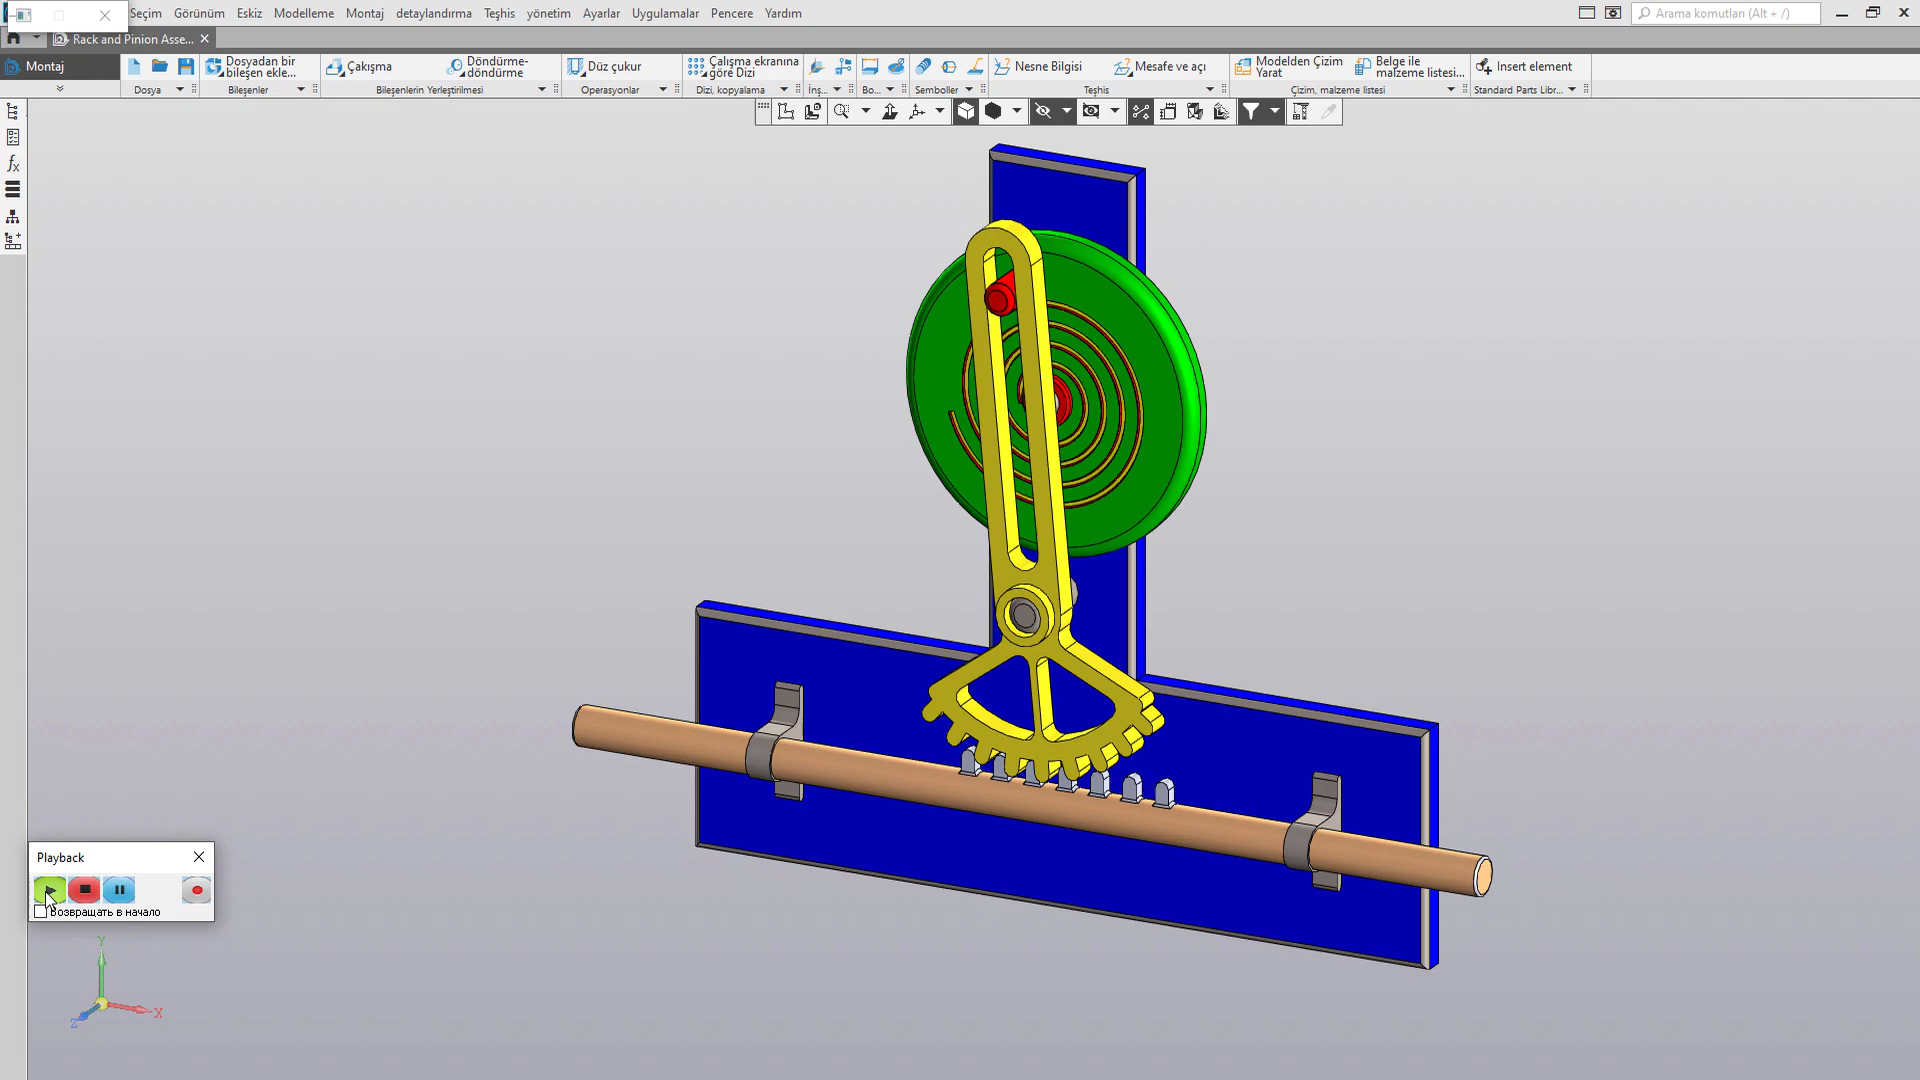 Seçim Görünüm Eskiz Modelleme Montaj detaylandırma Teşhis yönetim Ayarlar Uygulamalar Pencere Yardım Arama komutları (Alt + /)
Rack and Pinion Asse...
Montaj
Dosyadan bir
bileşen ekle...
Çakışma
Döndürme-
döndürme
Düz çukur
Çalışma ekranına
göre Dizi
Nesne Bilgisi
Mesafe ve açı
Modelden Çizim
Yarat
Belge ile
malzeme listesi...
Insert element
Dosya Bileşenler Bileşenlerin Yerleştirilmesi Operasyonlar Dizi, kopyalama İnş... Bo... Semboller Teşhis Çizim, malzeme listesi Standard Parts Libr...
fx
Playback
Возвращать в начало
Y
X
Z